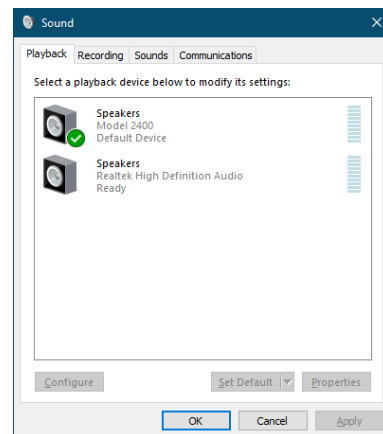 Sound
Playback Recording Sounds Communications
Select a playback device below to modify its settings:
Speakers
Model 2400
Default Device
Speakers
Realtek High Definition Audio
Ready
Configure Set Default Properties
OK Cancel Apply